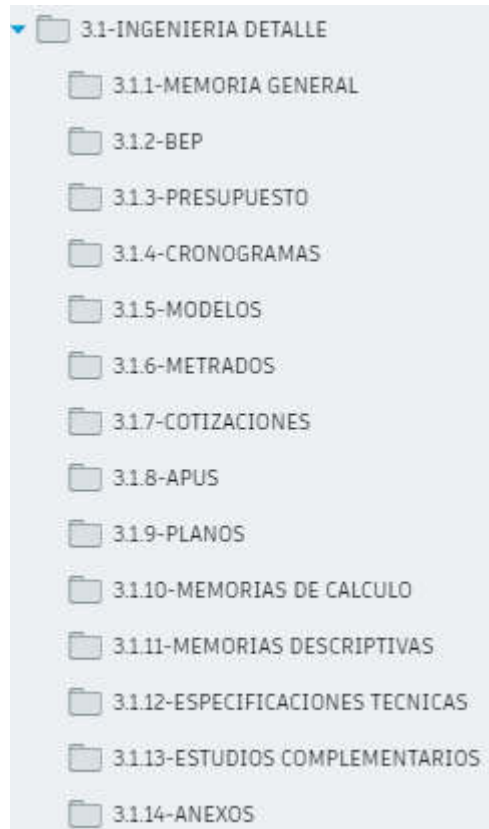 3.1-INGENIERIA DETALLE
3.1.1-MEMORIA GENERAL
3.1.2-BEP
3.1.3-PRESUPUESTO
3.1.4-CRONOGRAMAS
3.1.5-MODELOS
3.1.6-METRADOS
3.1.7-COTIZACIONES
3.1.8-APUS
3.1.9-PLANOS
3.1.10-MEMORIAS DE CALCULO
3.1.11-MEMORIAS DESCRIPTIVAS
3.1.12-ESPECIFICACIONES TECNICAS
3.1.13-ESTUDIOS COMPLEMENTARIOS
3.1.14-ANEXOS